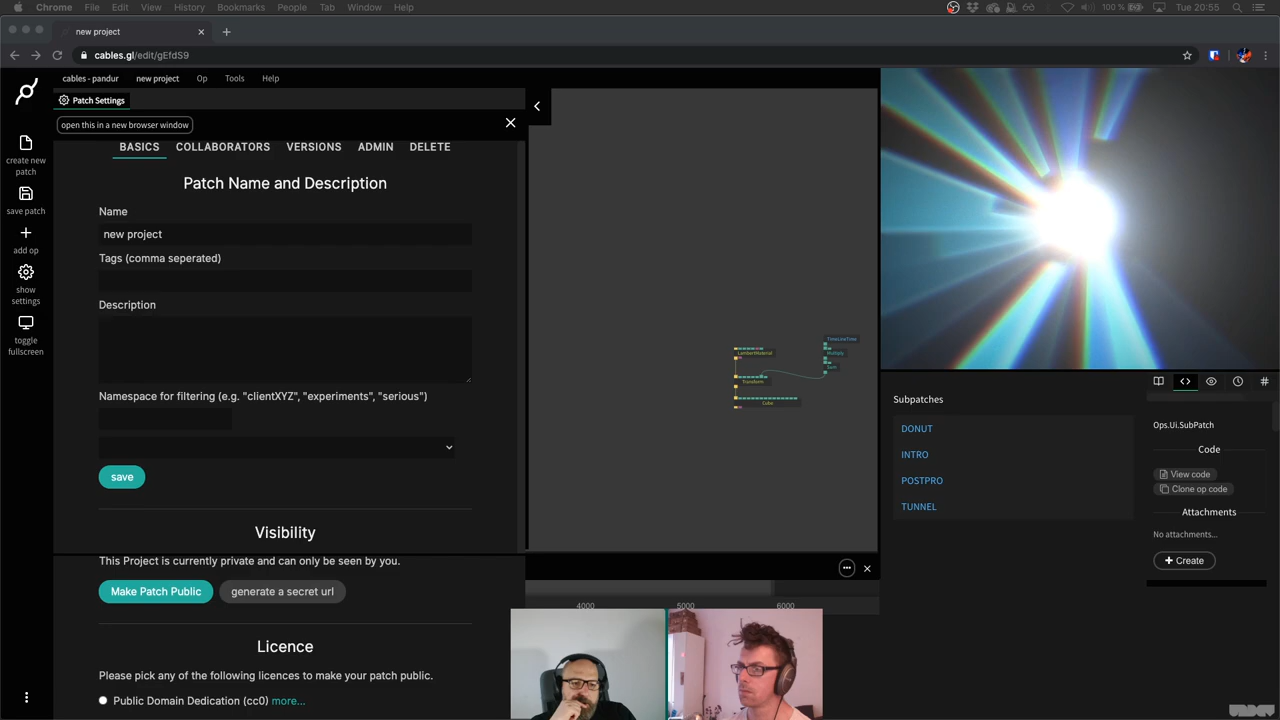 Chrome File Edit View History Bookmarks People Tab Window Help
100 % Tue 20:55
new project
cables.gl/edit/gEfdS9
cables - pandur new project Op Tools Help
Patch Settings
open this in a new browser window
BASICS COLLABORATORS VERSIONS ADMIN DELETE
create new
patch
save patch
add op
show
settings
toggle
fullscreen
Patch Name and Description
Name
new project
Tags (comma seperated)
Description
Namespace for filtering (e.g. "clientXYZ", "experiments", "serious")
save
Visibility
This Project is currently private and can only be seen by you.
Make Patch Public generate a secret url
Licence
Please pick any of the following licences to make your patch public.
Public Domain Dedication (cc0) more...
TimeLineTime
LambertMaterial
Multiply
Sum
Transform
Cube
4000 5000 6000
Subpatches
DONUT
INTRO
POSTPRO
TUNNEL
Ops.Ui.SubPatch
Code
View code
Clone op code
Attachments
No attachments...
+ Create